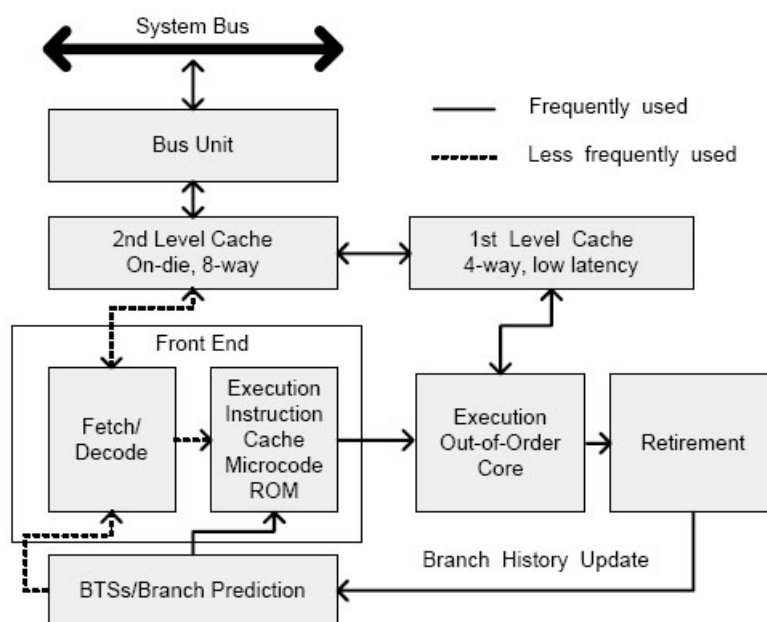 System Bus
Frequently used
Bus Unit
Less frequently used
2nd Level Cache
On-die, 8-way
1st Level Cache
4-way, low latency
Front End
Fetch/
Decode
Execution
Instruction
Cache
Microcode
ROM
Execution
Out-of-Order
Core
Retirement
Branch History Update
BTSs/Branch Prediction